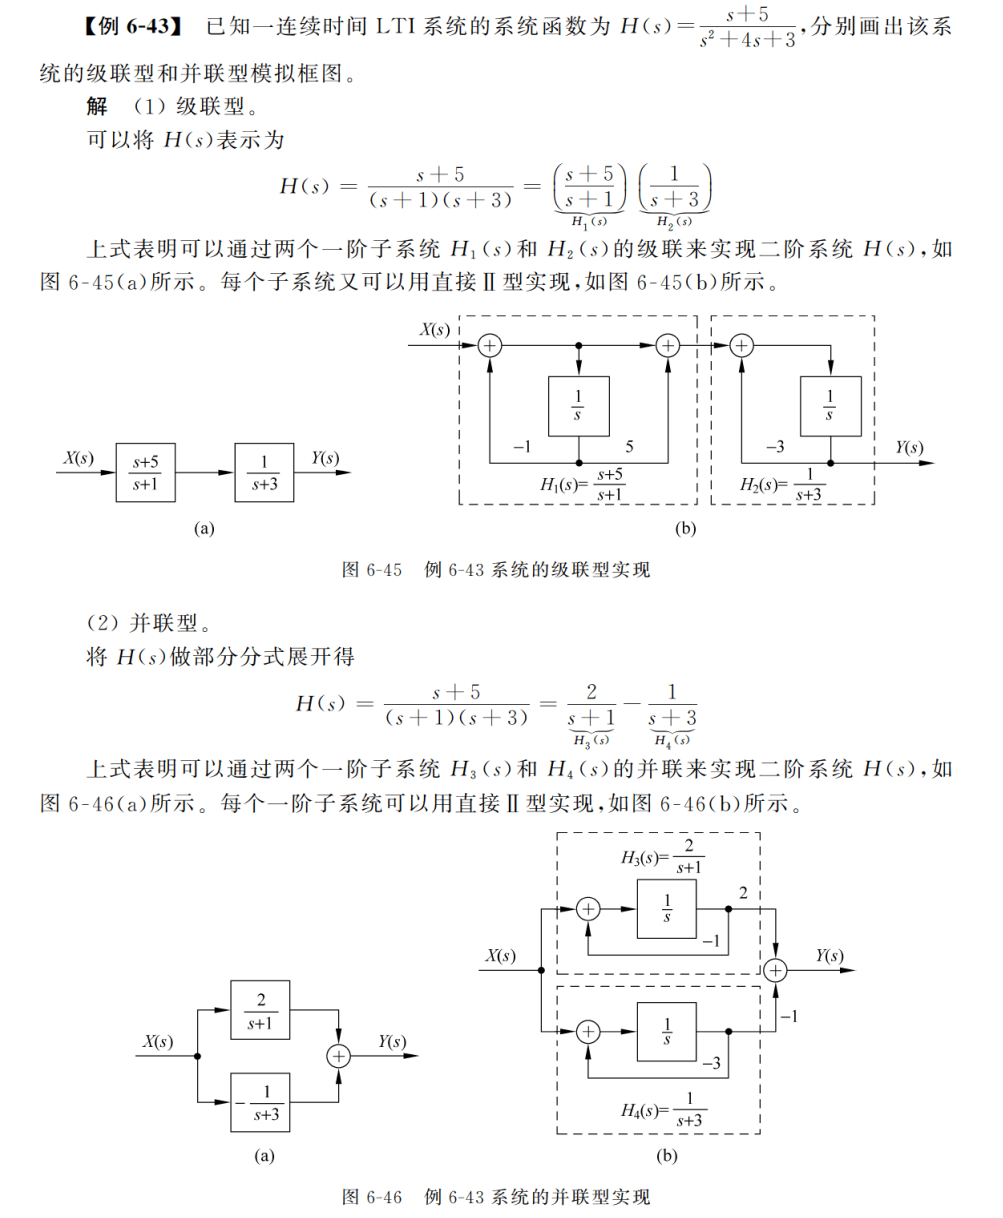 【例 6-43】 已知一连续时间 LTI 系统的系统函数为 H(s)=\frac{s+5}{s^2+4s+3},分别画出该系
统的级联型和并联型模拟框图。
解 (1) 级联型。
可以将 H(s)表示为
H(s) = \frac{s+5}{(s+1)(s+3)} = \underbrace{\left(\frac{s+5}{s+1}\right)}_{H_1(s)} \underbrace{\left(\frac{1}{s+3}\right)}_{H_2(s)}
上式表明可以通过两个一阶子系统 H₁(s)和 H₂(s)的级联来实现二阶系统 H(s),如
图 6-45(a)所示。每个子系统又可以用直接Ⅱ型实现,如图 6-45(b)所示。
X(s) \frac{s+5}{s+1} \frac{1}{s+3} Y(s)
(a)
X(s) + + +
\frac{1}{s} \frac{1}{s}
−1 5 −3 Y(s)
H₁(s)=\frac{s+5}{s+1} H₂(s)=\frac{1}{s+3}
(b)
图 6-45 例 6-43 系统的级联型实现
(2) 并联型。
将 H(s)做部分分式展开得
H(s) = \frac{s+5}{(s+1)(s+3)} = \underbrace{\frac{2}{s+1}}_{H_3(s)} − \underbrace{\frac{1}{s+3}}_{H_4(s)}
上式表明可以通过两个一阶子系统 H₃(s)和 H₄(s)的并联来实现二阶系统 H(s),如
图 6-46(a)所示。每个一阶子系统可以用直接Ⅱ型实现,如图 6-46(b)所示。
\frac{2}{s+1}
X(s) + Y(s)
−\frac{1}{s+3}
(a)
H₃(s)=\frac{2}{s+1}
+ \frac{1}{s} 2
−1
X(s) + Y(s)
+ \frac{1}{s} −1
−3
H₄(s)=\frac{1}{s+3}
(b)
图 6-46 例 6-43 系统的并联型实现